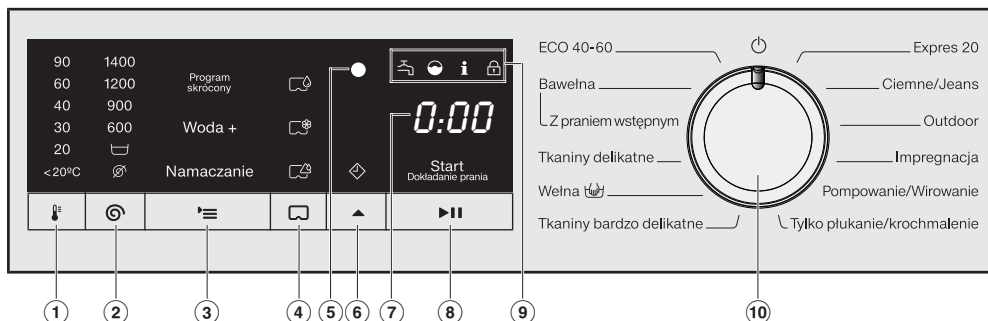 90
60
40
30
20
<20°C
1400
1200
900
600
Program
skrócony
Woda +
Namaczanie
0:00
Start
Dokładanie prania
ECO 40-60
Bawełna
Z praniem wstępnym
Tkaniny delikatne
Wełna
Tkaniny bardzo delikatne
Expres 20
Ciemne/Jeans
Outdoor
Impregnacja
Pompowanie/Wirowanie
Tylko płukanie/krochmalenie
1
2
3
4
5
6
7
8
9
10